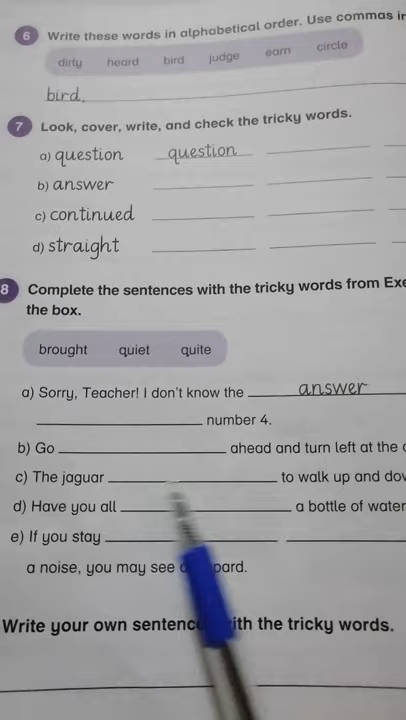 6 Write these words in alphabetical order. Use commas
dirty heard bird judge earn circle
bird,
7 Look, cover, write, and check the tricky words.
a) question question
b) answer
c) continued
d) straight
8 Complete the sentences with the tricky words from
the box.
brought quiet quite
a) Sorry, Teacher! I don't know the answer
number 4.
b) Go ahead and turn left at the
c) The jaguar to walk up and
d) Have you all a bottle of water
e) If you stay
a noise, you may see
Write your own with the tricky words.